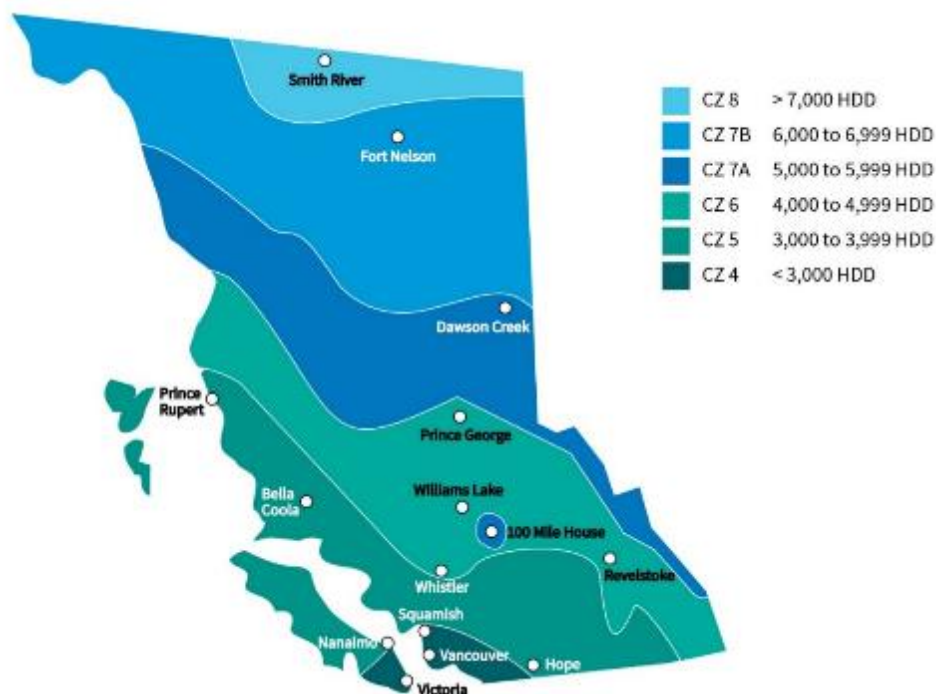 Smith River
Fort Nelson
CZ 8 > 7,000 HDD
CZ 7B 6,000 to 6,999 HDD
CZ 7A 5,000 to 5,999 HDD
CZ 6 4,000 to 4,999 HDD
CZ 5 3,000 to 3,999 HDD
CZ 4 < 3,000 HDD
Dawson Creek
Prince
Rupert
Prince George
Williams Lake
Bella
Coola
100 Mile House
Revelstoke
Whistler
Squamish
Nanaimo
Vancouver
Hope
Victoria